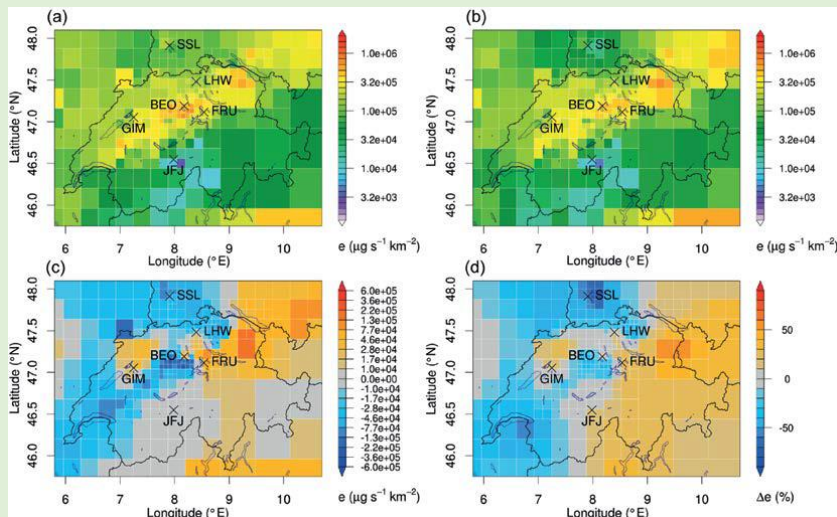 (a)
48.0
47.5
47.0
46.5
46.0
Latitude (°N)
SSL
LHW
BEO
FRU
GIM
JFJ
6 7 8 9 10
Longitude (°E)
1.0e+06
3.2e+05
1.0e+05
3.2e+04
1.0e+04
3.2e+03
e (µg s⁻¹ km⁻²)
(b)
48.0
47.5
47.0
46.5
46.0
Latitude (°N)
SSL
LHW
BEO
FRU
GIM
JFJ
6 7 8 9 10
Longitude (°E)
1.0e+06
3.2e+05
1.0e+05
3.2e+04
1.0e+04
3.2e+03
e (µg s⁻¹ km⁻²)
(c)
48.0
47.5
47.0
46.5
46.0
Latitude (°N)
SSL
LHW
BEO
FRU
GIM
JFJ
6 7 8 9 10
Longitude (°E)
6.0e+05
3.6e+05
2.2e+05
1.3e+05
7.7e+04
4.6e+04
2.8e+04
1.7e+04
1.0e+04
0.0e+00
-1.0e+04
-1.7e+04
-2.8e+04
-4.6e+04
-7.7e+04
-1.3e+05
-2.2e+05
-3.6e+05
-6.0e+05
e (µg s⁻¹ km⁻²)
(d)
48.0
47.5
47.0
46.5
46.0
Latitude (°N)
SSL
LHW
BEO
FRU
GIM
JFJ
6 7 8 9 10
Longitude (°E)
50
0
-50
Δe (%)